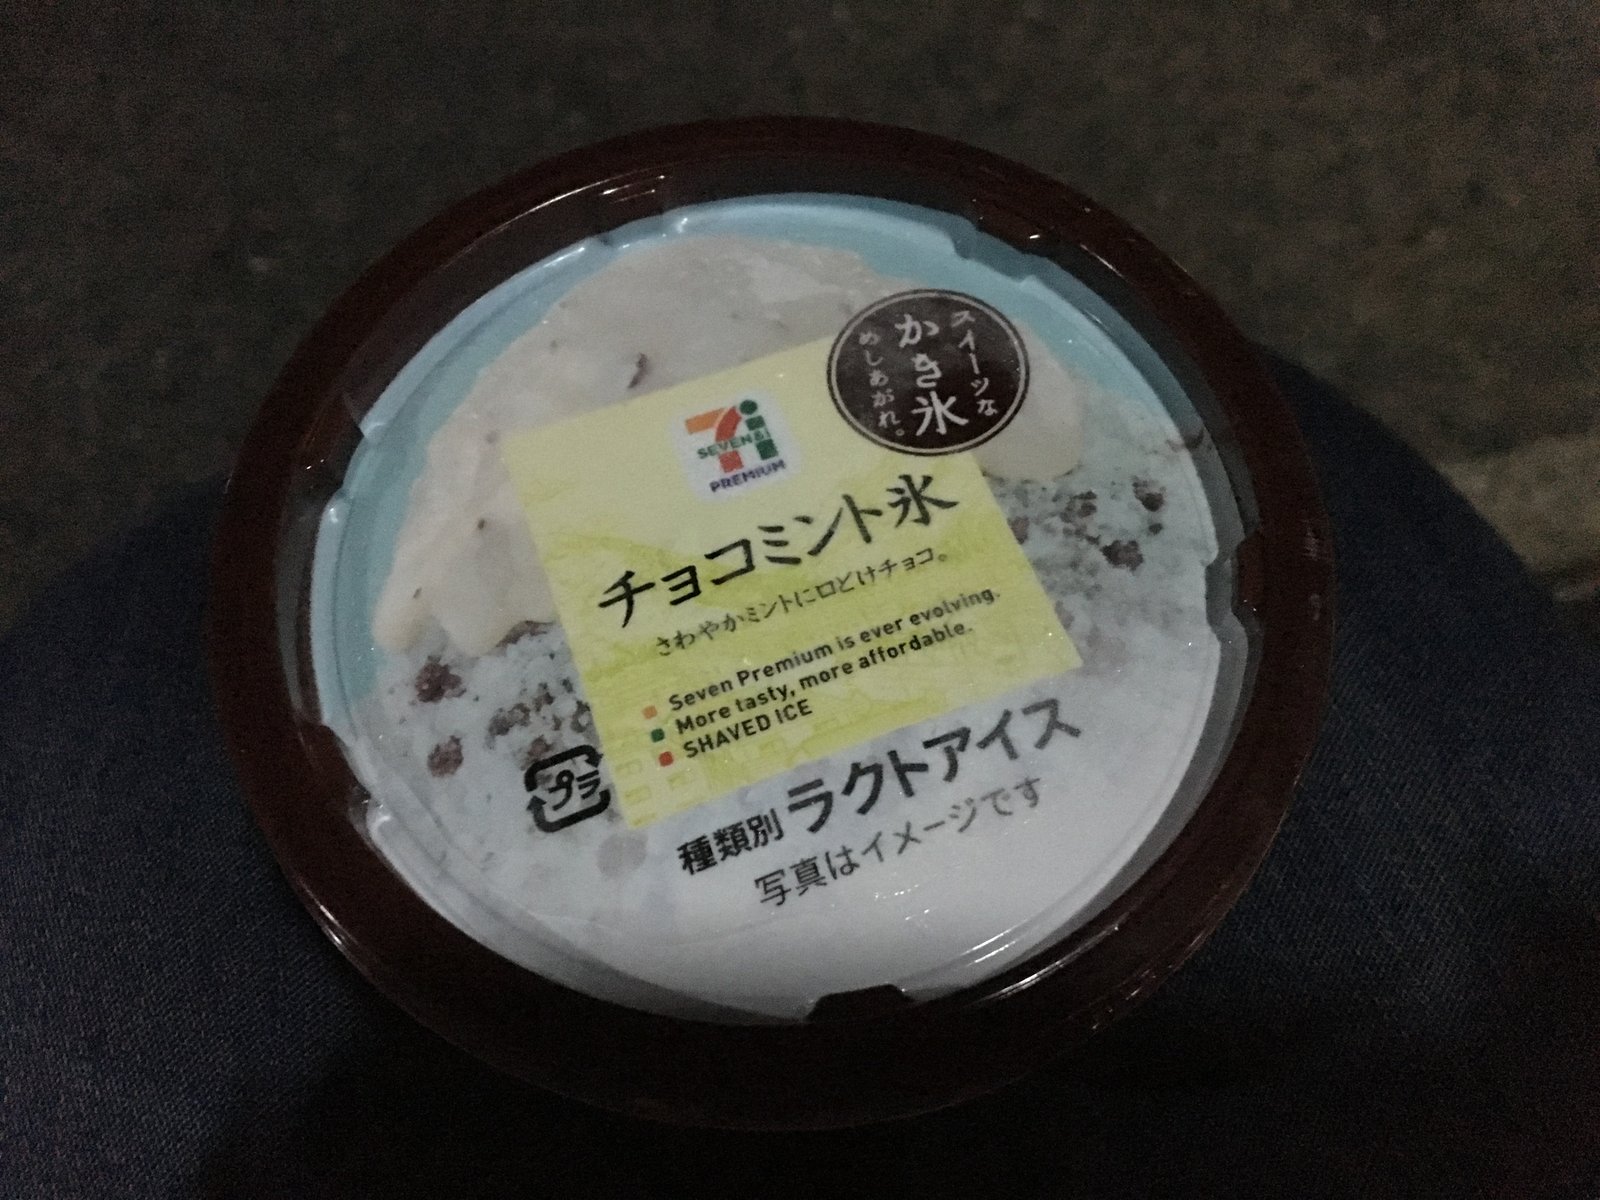 スイーツな
かき氷
めしあがれ。
SEVEN&i
PREMIUM
チョコミント氷
さわやかミントに口どけチョコ。
Seven Premium is ever evolving.
More tasty, more affordable.
SHAVED ICE
プラ
種類別 ラクトアイス
写真はイメージです